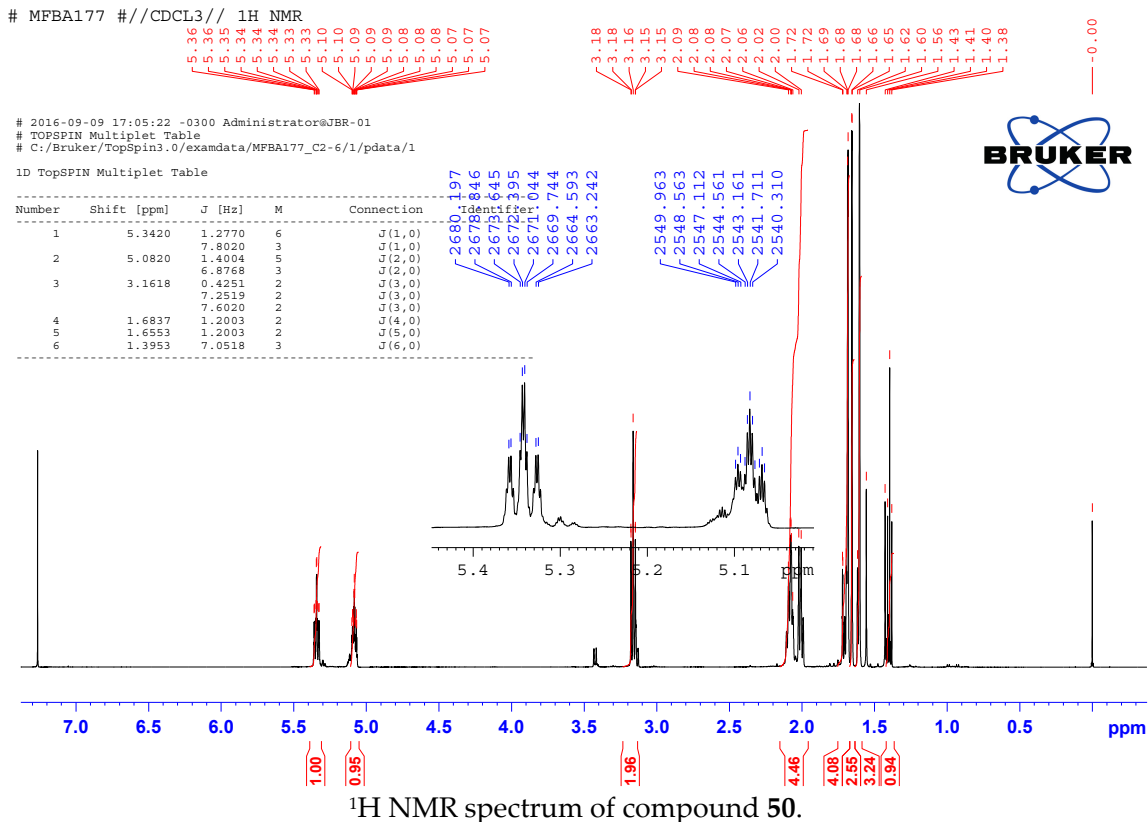 # MFBA177 #//CDCL3// 1H NMR
5.36 5.36 5.35 5.34 5.34 5.34 5.33 5.33 5.10 5.10 5.09 5.09 5.09 5.08 5.08 5.08 5.07 5.07 5.07
3.18 3.18 3.16 3.15 3.15 2.09 2.08 2.08 2.07 2.06 2.02 2.00 1.72 1.72 1.69 1.68 1.68 1.66 1.65 1.62 1.60 1.56 1.43 1.41 1.40 1.38
-0.00
# 2016-09-09 17:05:22 -0300 Administrator@JBR-01
# TOPSPIN Multiplet Table
# C:/Bruker/TopSpin3.0/examdata/MFBA177_C2-6/1/pdata/1
BRUKER
1D TopSPIN Multiplet Table
Number Shift [ppm] J [Hz] M Connection Identifier
1 5.3420 1.2770 6 J(1,0)
7.8020 3 J(1,0)
2 5.0820 1.4004 5 J(2,0)
6.8768 3 J(2,0)
3 3.1618 0.4251 2 J(3,0)
7.2519 2 J(3,0)
7.6020 2 J(3,0)
4 1.6837 1.2003 2 J(4,0)
5 1.6553 1.2003 2 J(5,0)
6 1.3953 7.0518 3 J(6,0)
2680.197 2678.846 2673.645 2672.395 2671.044 2669.744 2664.593 2663.242
2549.963 2548.563 2547.112 2544.561 2543.161 2541.711 2540.310
5.4 5.3 5.2 5.1 ppm
7.0 6.5 6.0 5.5 5.0 4.5 4.0 3.5 3.0 2.5 2.0 1.5 1.0 0.5 ppm
1.00 0.95 1.96 4.46 4.08 2.55 3.24 0.94
¹H NMR spectrum of compound 50.